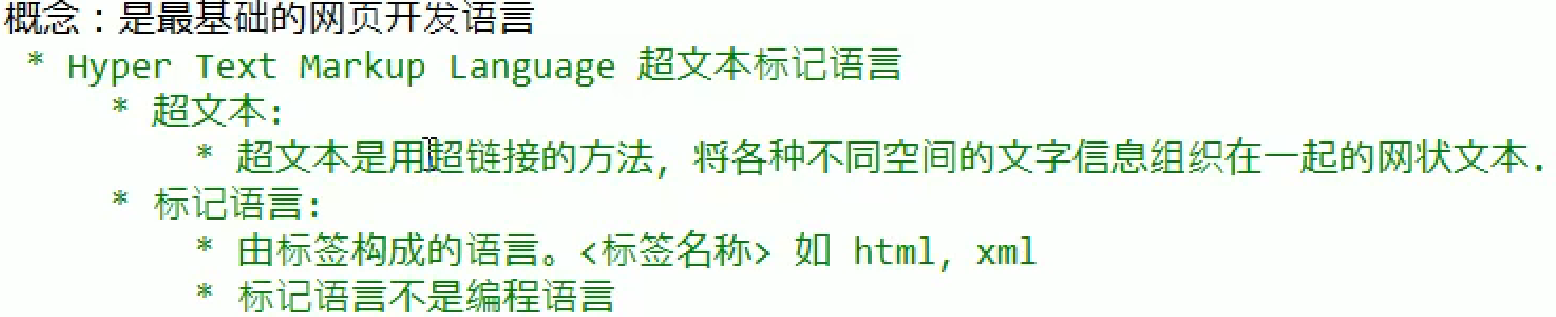 概念：是最基础的网页开发语言
* Hyper Text Markup Language 超文本标记语言
* 超文本:
* 超文本是用超链接的方法, 将各种不同空间的文字信息组织在一起的网状文本.
* 标记语言:
* 由标签构成的语言。<标签名称> 如 html, xml
* 标记语言不是编程语言